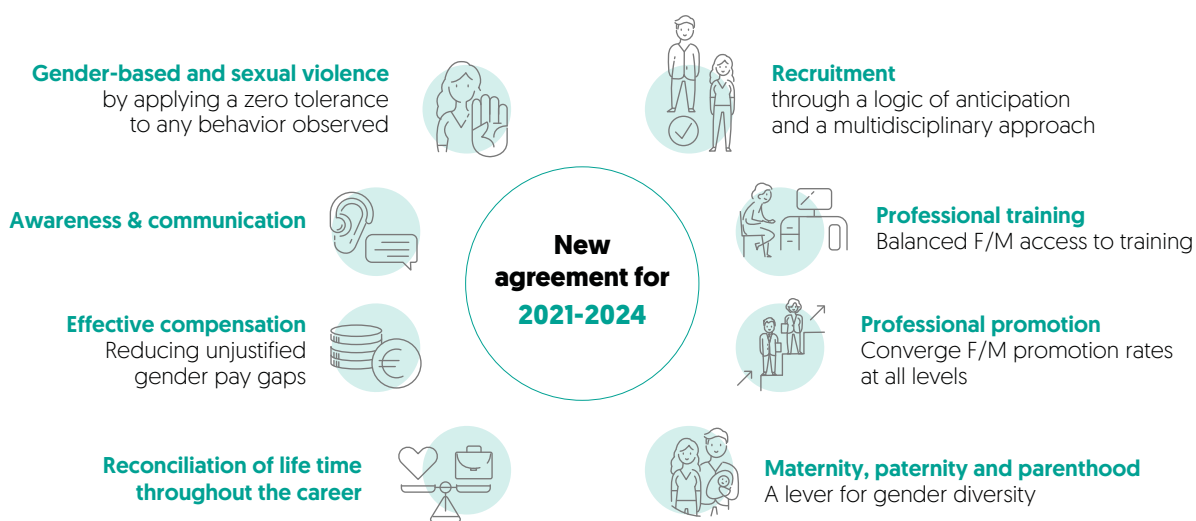 Gender-based and sexual violence
by applying a zero tolerance
to any behavior observed
Awareness & communication
Effective compensation
Reducing unjustified
gender pay gaps
Reconciliation of life time
throughout the career
New
agreement for
2021-2024
Recruitment
through a logic of anticipation
and a multidisciplinary approach
Professional training
Balanced F/M access to training
Professional promotion
Converge F/M promotion rates
at all levels
Maternity, paternity and parenthood
A lever for gender diversity